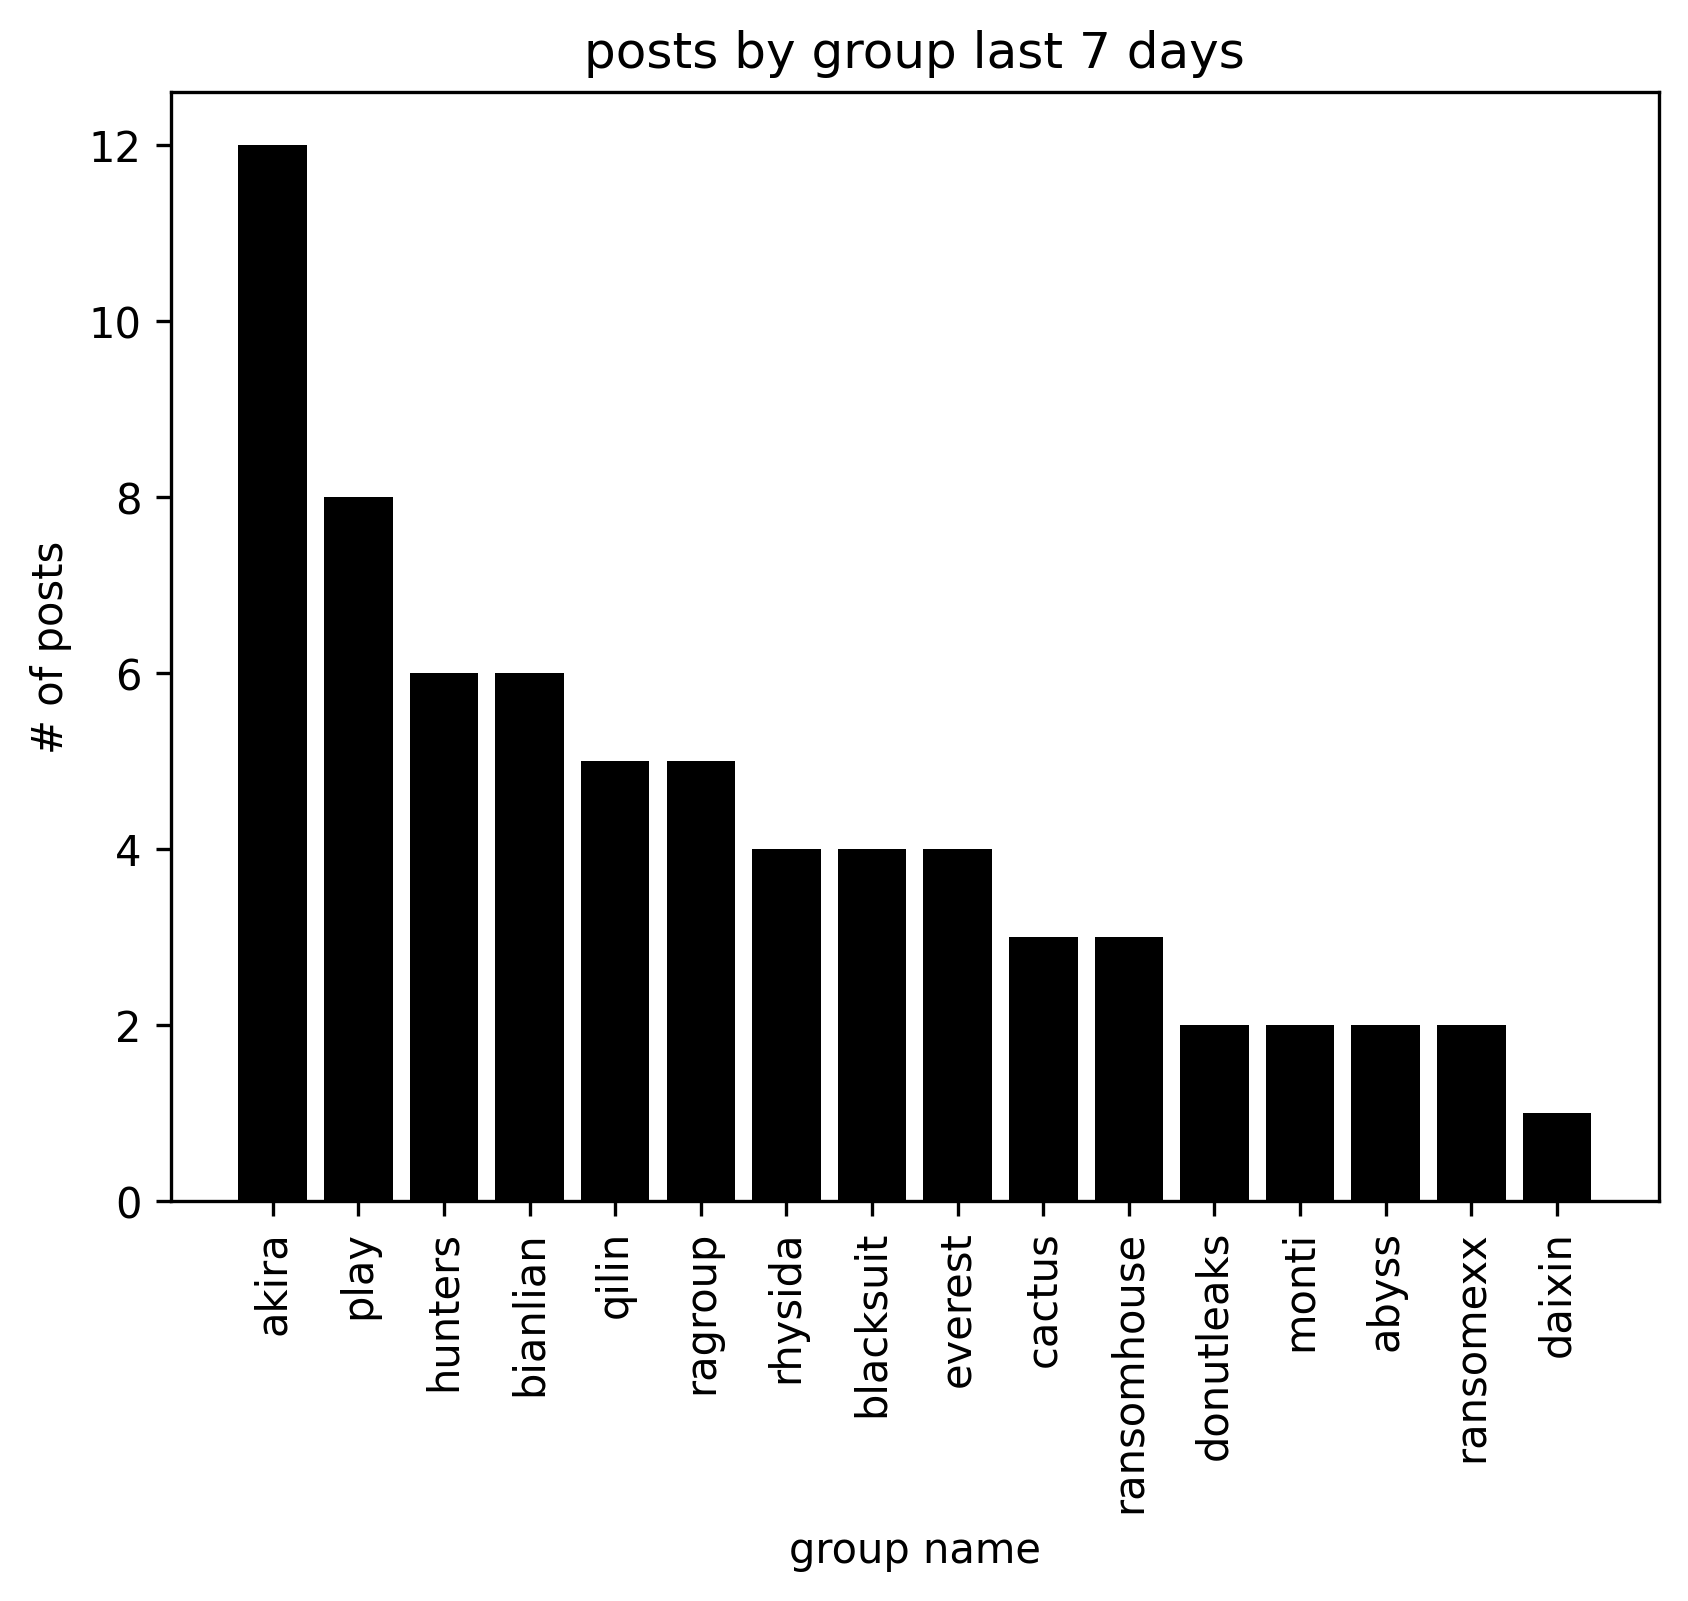 posts by group last 7 days
12
10
8
6
4
2
0
# of posts
akira
play
hunters
bianlian
qilin
ragroup
rhysida
blacksuit
everest
cactus
ransomhouse
donutleaks
monti
abyss
ransomexx
daixin
group name